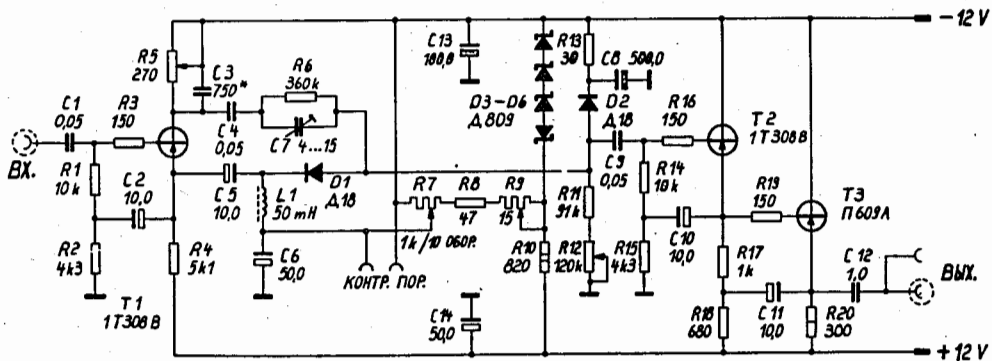 −12V
R5
270
C3
750*
R6
360k
C13
180,0
R13
30
C8
500,0
C1
0,05
R3
150
C4
0,05
C7
4...15
D3−D6
Д809
D2
Д18
R16
150
T2
1T308B
ВХ.
R1
10k
C2
10,0
C5
10,0
L1
50mH
D1
Д18
R7
1k/10 ОБОР.
R8
47
R9
15
C9
0,05
R11
91k
R14
10k
R19
150
T3
П609А
R2
4k3
R4
5k1
C6
50,0
КОНТР. ПОР.
R10
820
R12
120k
R15
4k3
C10
10,0
R17
1k
C12
1,0
ВЫХ.
T1
1T308B
C14
50,0
R18
680
C11
10,0
R20
300
+12V